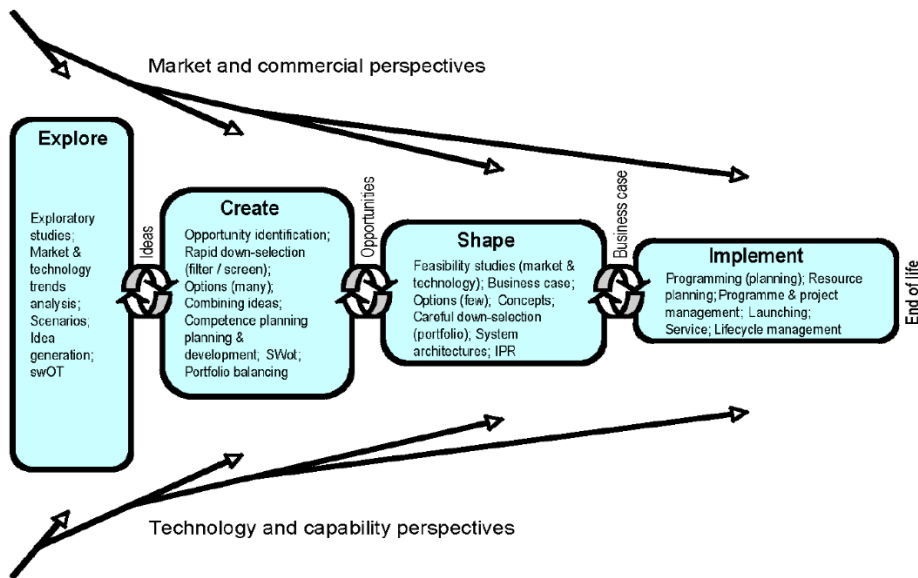 Market and commercial perspectives
Explore
Exploratory
studies;
Market &
technology
trends
analysis;
Scenarios;
Idea
generation;
swOT
Ideas
Create
Opportunity identification;
Rapid down-selection
(filter / screen);
Options (many)
Combining ideas;
Competence planning
planning &
development; SWot;
Portfolio balancing
Opportunities
Shape
Feasibility studies (market &
technology); Business case;
Options (few); Concepts;
Careful down-selection
(portfolio); System
architectures; IPR
Business case
Implement
Programming (planning); Resource
planning; Programme & project
management; Launching;
Service; Lifecycle management
End of life
Technology and capability perspectives